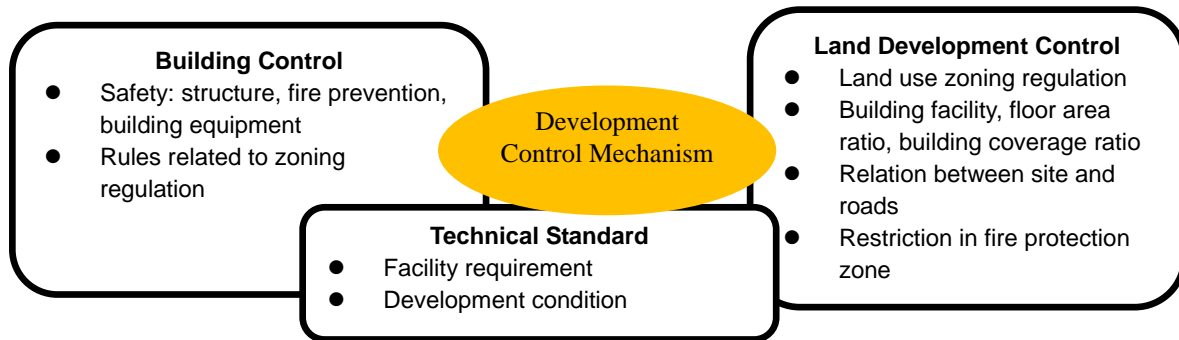 Building Control
● Safety: structure, fire prevention,
building equipment
● Rules related to zoning
regulation
Development
Control Mechanism
Land Development Control
● Land use zoning regulation
● Building facility, floor area
ratio, building coverage ratio
● Relation between site and
roads
● Restriction in fire protection
zone
Technical Standard
● Facility requirement
● Development condition